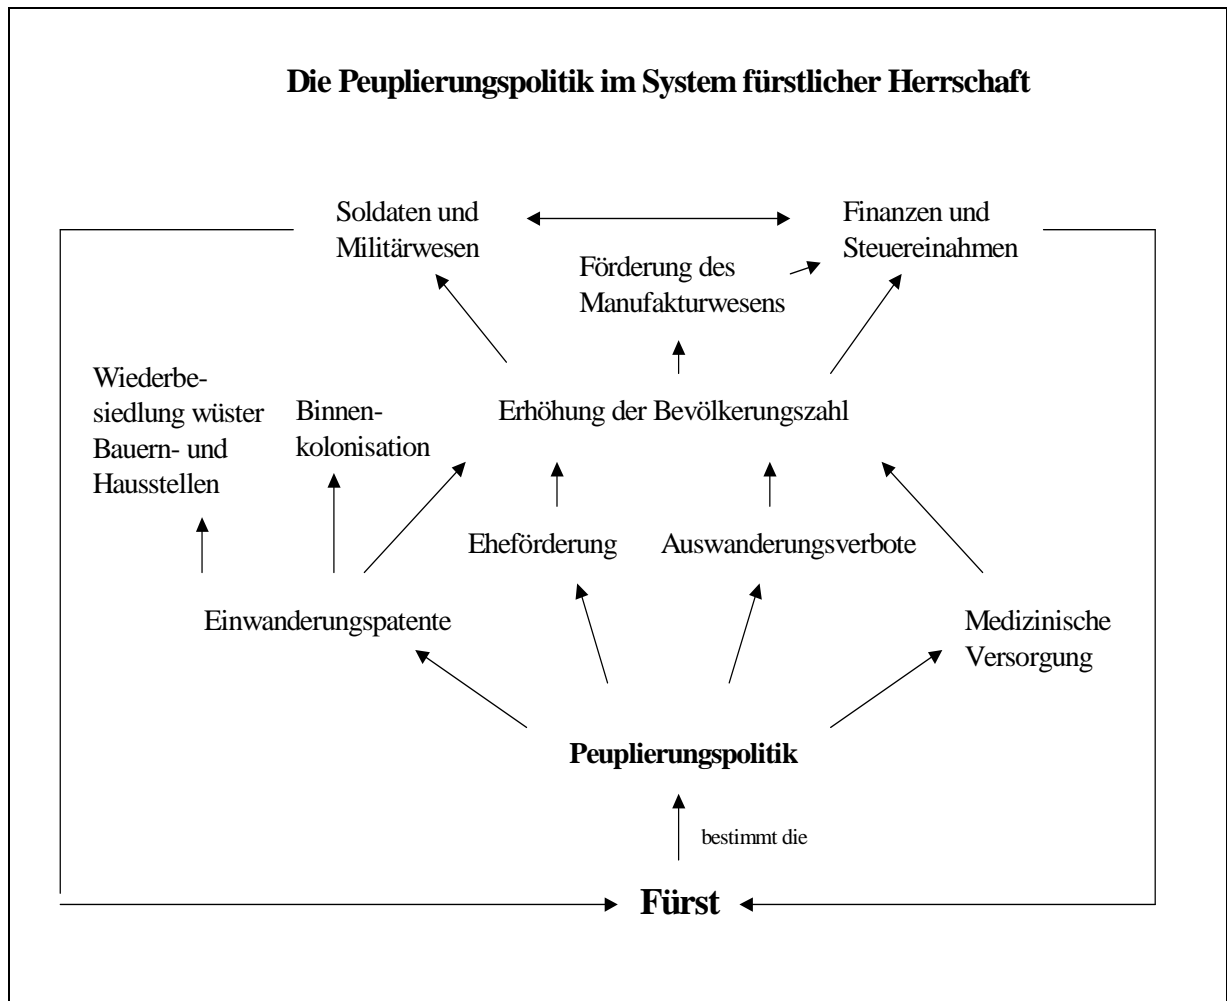 Die Peuplierungspolitik im System fürstlicher Herrschaft
Soldaten und
Militärwesen
Finanzen und
Steuereinahmen
Förderung des
Manufakturwesens
Wiederbe-
siedlung wüster
Bauern- und
Hausstellen
Binnen-
kolonisation
Erhöhung der Bevölkerungszahl
Eheförderung
Auswanderungsverbote
Einwanderungspatente
Medizinische
Versorgung
Peuplierungspolitik
bestimmt die
Fürst